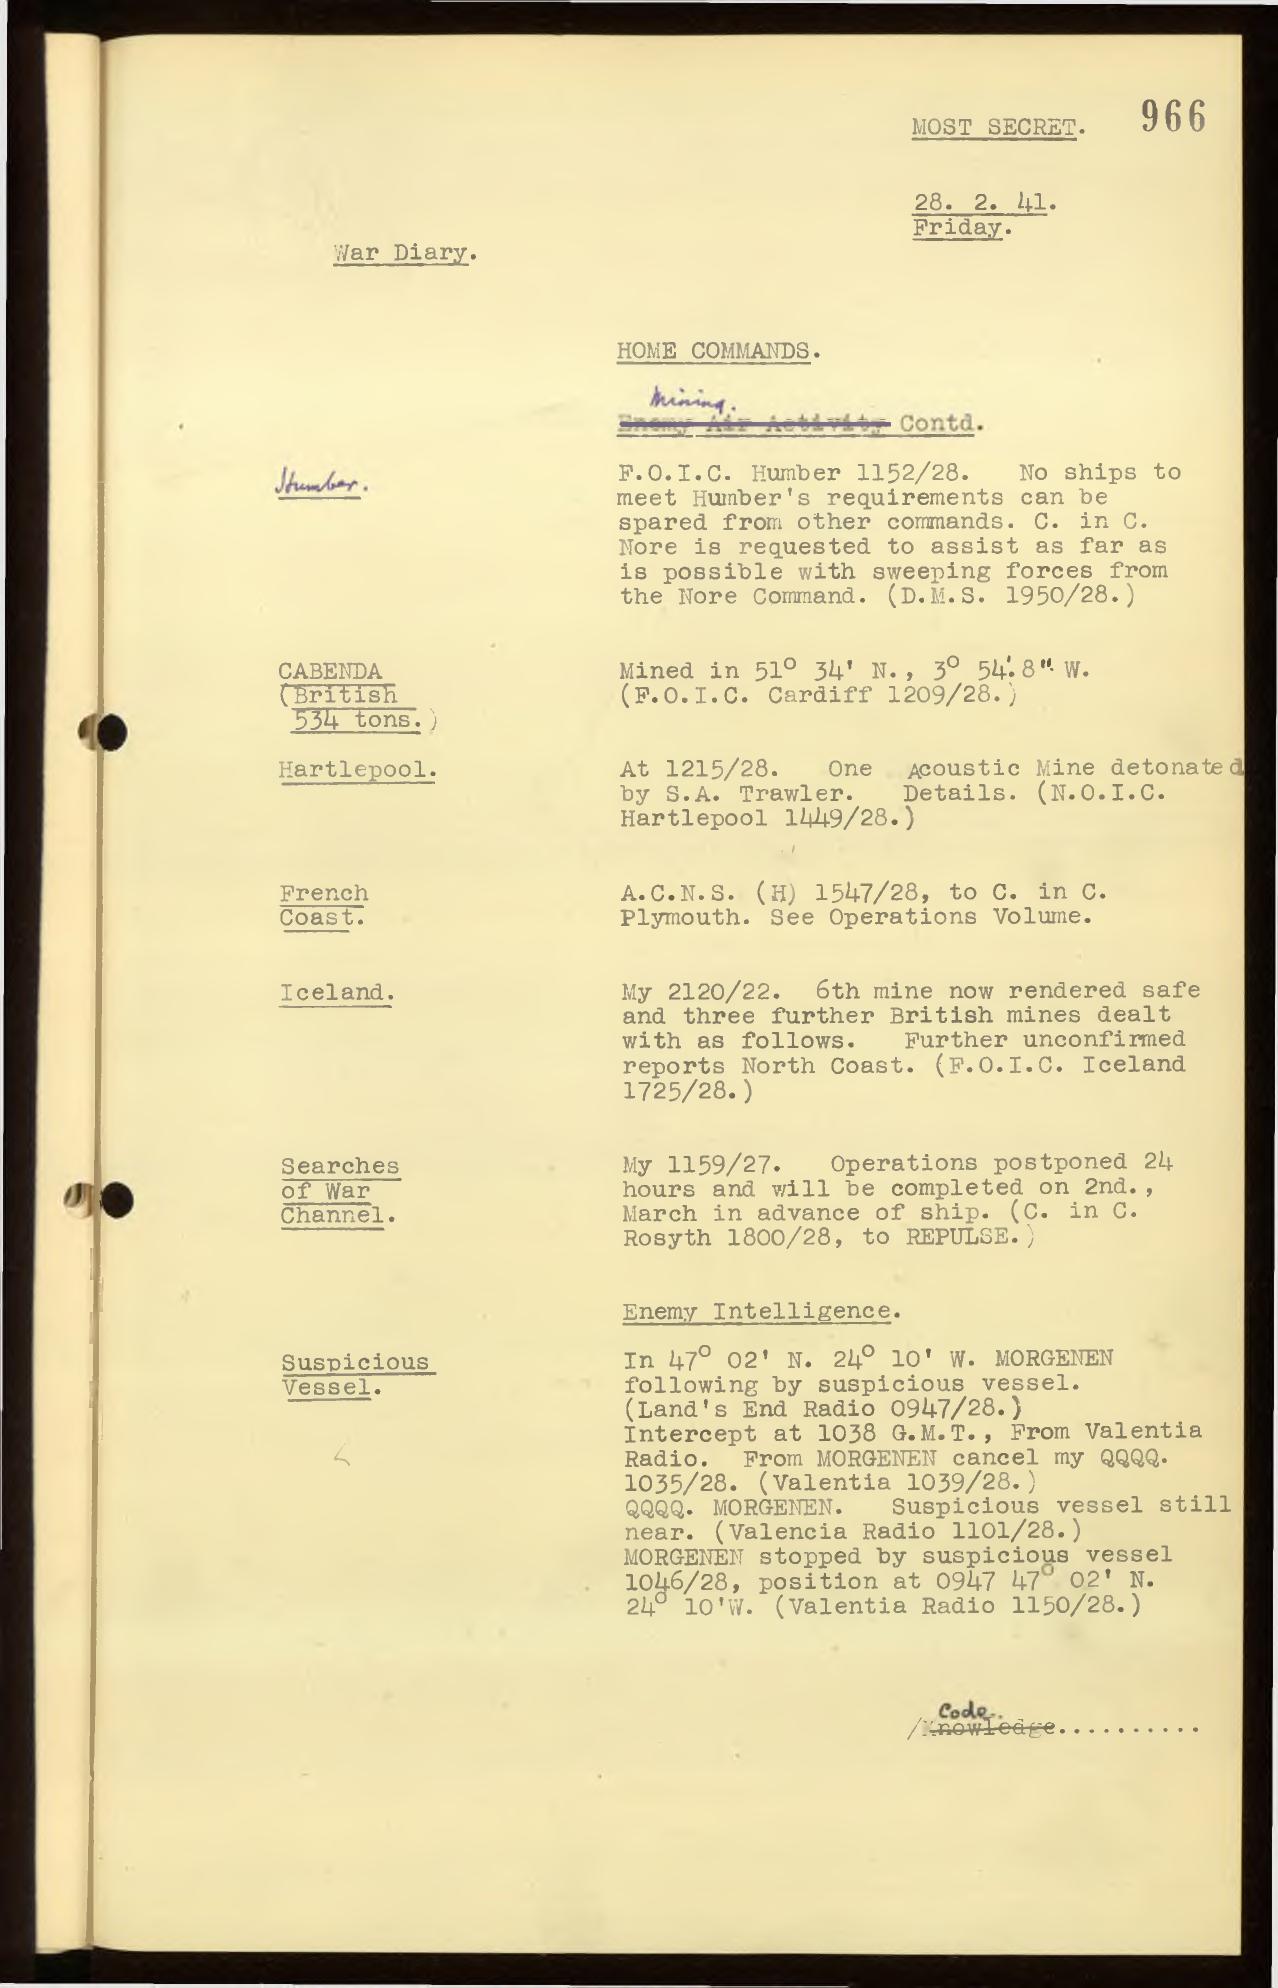 966
MOST SECRET.
28. 2. 41.
Friday.
War Diary.
HOME COMMANDS.
Mining.
Enemy Air Activity Contd.
Humber.
F.O.I.C. Humber 1152/28. No ships to
meet Humber's requirements can be
spared from other commands. C. in C.
Nore is requested to assist as far as
is possible with sweeping forces from
the Nore Command. (D.M.S. 1950/28.)
CABENDA
(British
534 tons.)
Mined in 51° 34' N., 3° 54'.8". W.
(F.O.I.C. Cardiff 1209/28.)
Hartlepool.
At 1215/28. One Acoustic Mine detonated
by S.A. Trawler. Details. (N.O.I.C.
Hartlepool 1449/28.)
French
Coast.
A.C.N.S. (H) 1547/28, to C. in C.
Plymouth. See Operations Volume.
Iceland.
My 2120/22. 6th mine now rendered safe
and three further British mines dealt
with as follows. Further unconfirmed
reports North Coast. (F.O.I.C. Iceland
1725/28.)
Searches
of War
Channel.
My 1159/27. Operations postponed 24
hours and will be completed on 2nd.,
March in advance of ship. (C. in C.
Rosyth 1800/28, to REPULSE.)
Enemy Intelligence.
Suspicious
Vessel.
In 47° 02' N. 24° 10' W. MORGENEN
following by suspicious vessel.
(Land's End Radio 0947/28.)
Intercept at 1038 G.M.T., From Valentia
Radio. From MORGENEN cancel my QQQQ.
1035/28. (Valentia 1039/28.)
QQQQ. MORGENEN. Suspicious vessel still
near. (Valencia Radio 1101/28.)
MORGENEN stopped by suspicious vessel
1046/28, position at 0947 47° 02' N.
24° 10'W. (Valentia Radio 1150/28.)
Code.
/Knowledge..........